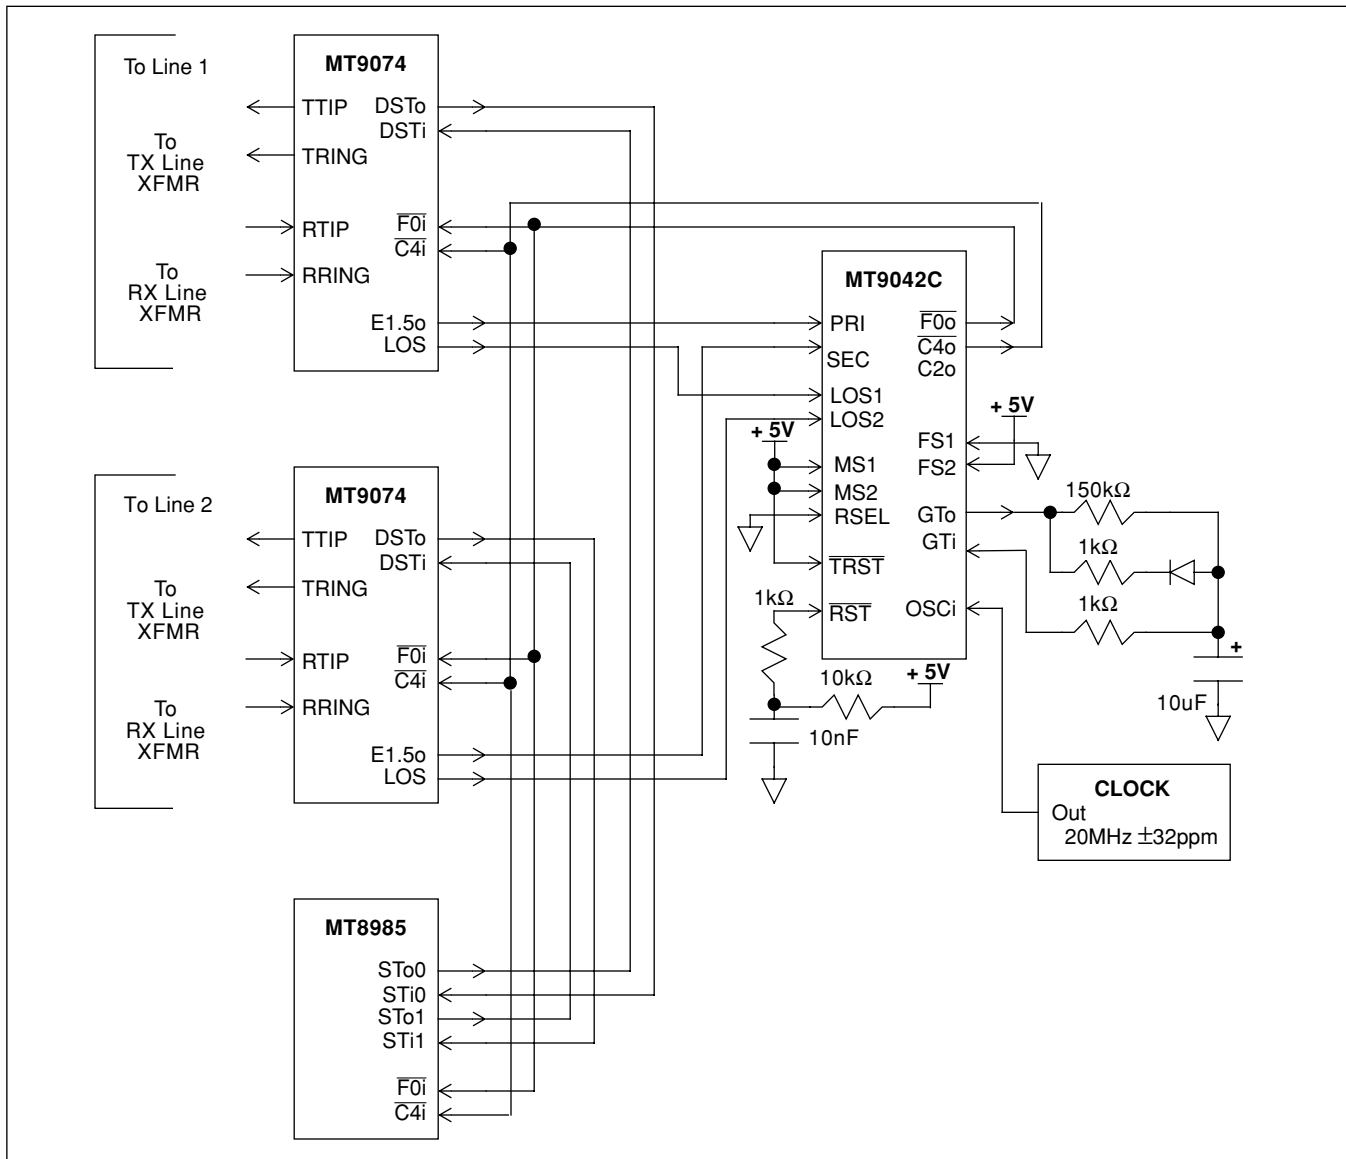 To Line 1
MT9074
TTIP
DSTo
DSTi
To
TX Line
XFMR
TRING
RTIP
F0i
C4i
To
RX Line
XFMR
RRING
E1.5o
LOS
MT9042C
PRI
F0o
SEC
C4o
C2o
LOS1
LOS2
+ 5V
+ 5V
FS1
FS2
MS1
MS2
RSEL
GTo
GTi
150kΩ
1kΩ
TRST
1kΩ
RST
OSCi
1kΩ
10kΩ
+ 5V
10nF
+
10uF
CLOCK
Out
20MHz ±32ppm
To Line 2
MT9074
TTIP
DSTo
DSTi
To
TX Line
XFMR
TRING
RTIP
F0i
C4i
To
RX Line
XFMR
RRING
E1.5o
LOS
MT8985
STo0
STi0
STo1
STi1
F0i
C4i